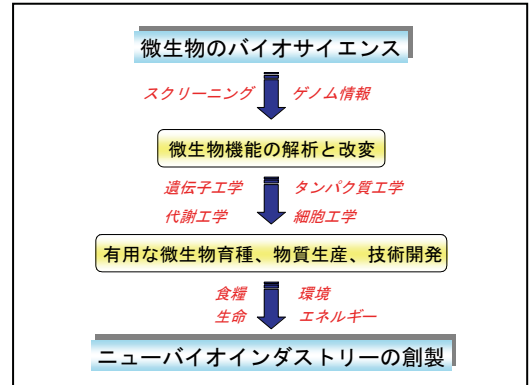 微生物のバイオサイエンス
スクリーニング ゲノム情報
微生物機能の解析と改変
遺伝子工学 タンパク質工学
代謝工学 細胞工学
有用な微生物育種、物質生産、技術開発
食糧 環境
生命 エネルギー
ニューバイオインダストリーの創製